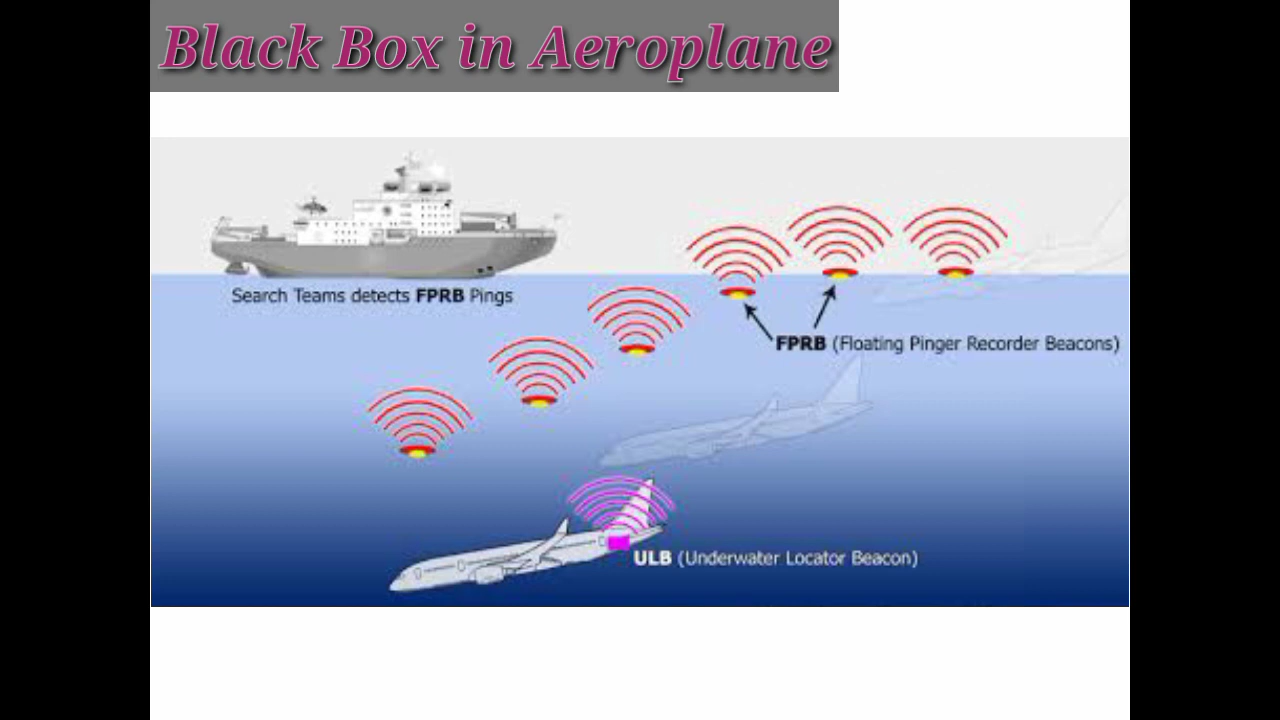 Black Box in Aeroplane
Search Teams detects FPRB Pings
FPRB (Floating Pinger Recorder Beacons)
ULB (Underwater Locator Beacon)